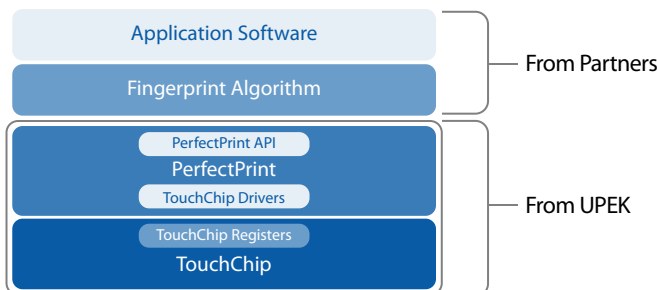 Application Software
Fingerprint Algorithm
From Partners
PerfectPrint API
PerfectPrint
TouchChip Drivers
From UPEK
TouchChip Registers
TouchChip